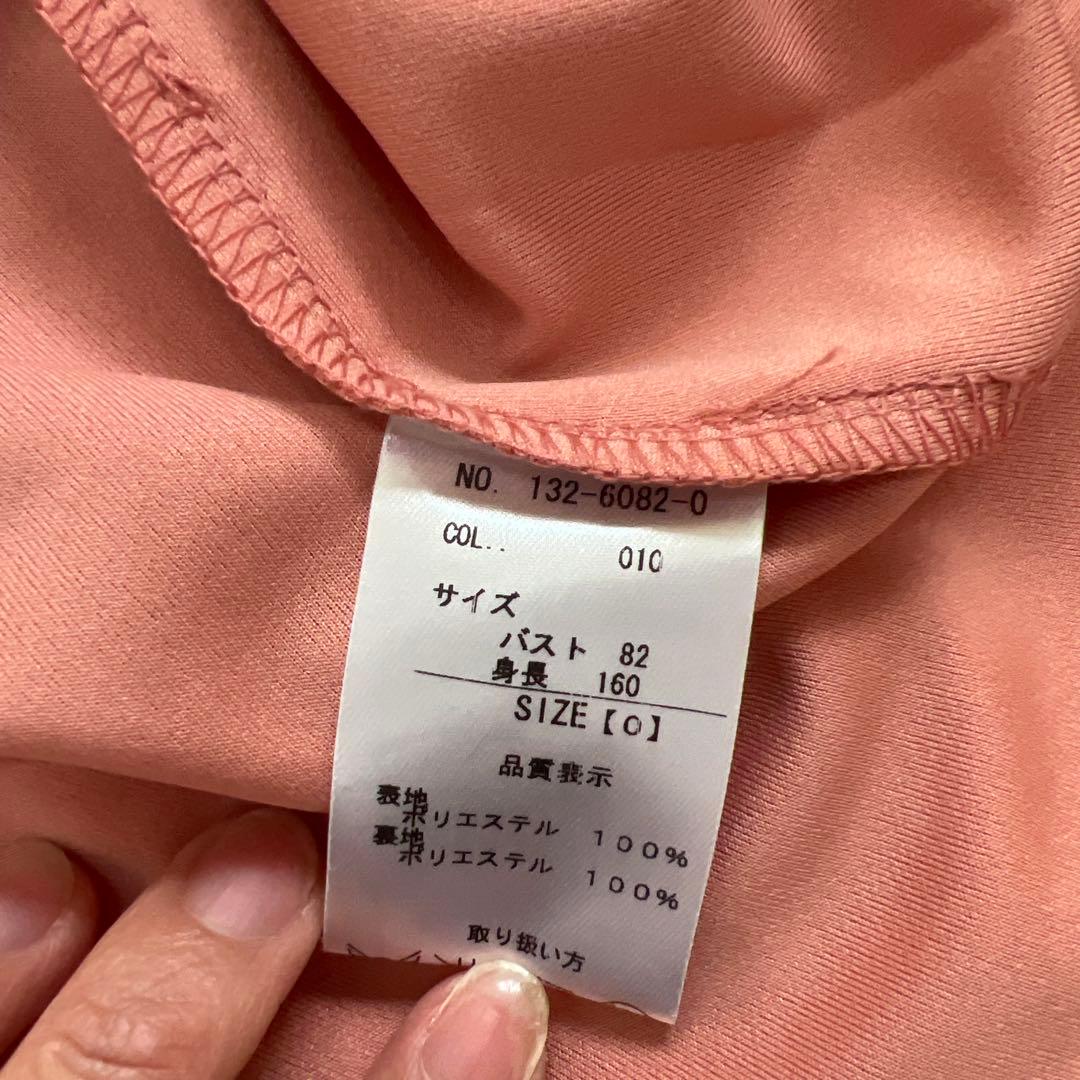 NO. 132-6082-0
COL.. 010
サイズ
バスト 82
身長 160
SIZE【0】
品質表示
表地
ポリエステル 100%
裏地
ポリエステル 100%
取り扱い方